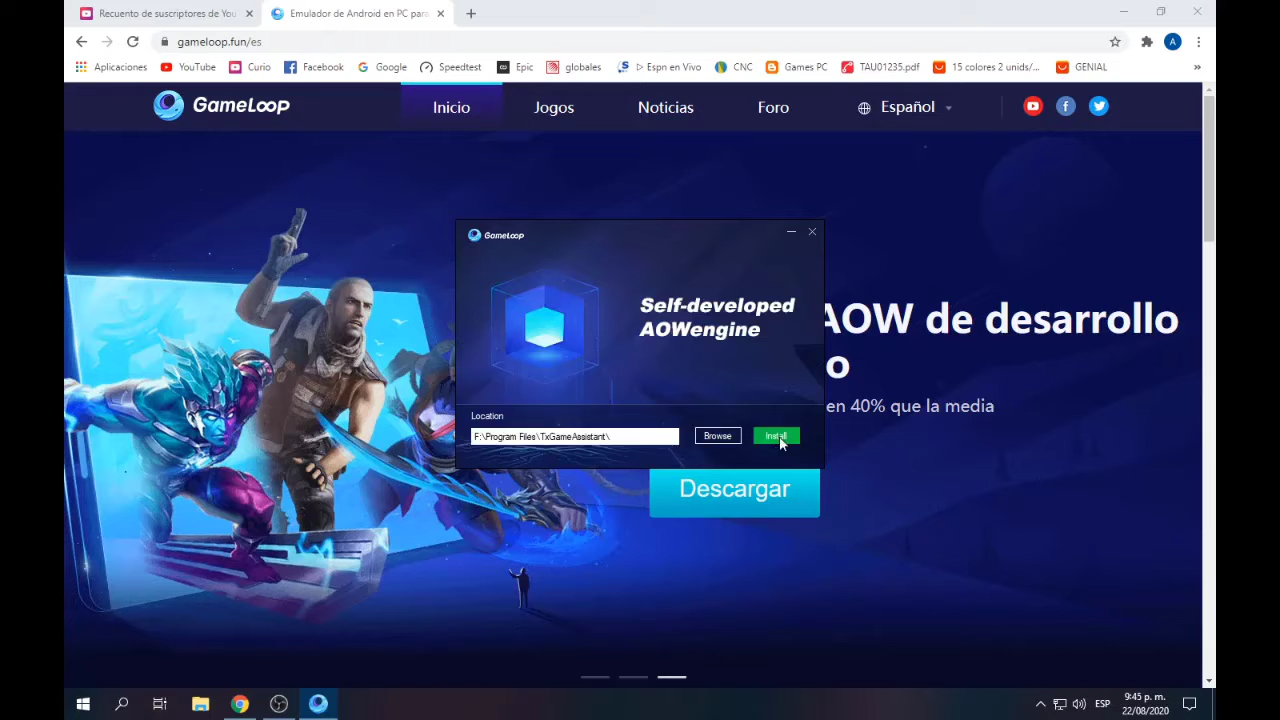 Recuento de suscriptores de You
Emulador de Android en PC para
gameloop.fun/es
A
Aplicaciones
YouTube
Curio
Facebook
Google
Speedtest
Epic
globales
▷ Espn en Vivo
CNC
Games PC
TAU01235.pdf
15 colores 2 unids/...
GENIAL
»
GameLoop
Inicio
Jogos
Noticias
Foro
Español
GameLoop
Self-developed
AOWengine
AOW de desarrollo
o
en 40% que la media
Location
F:\Program Files\TxGameAssistant\
Browse
Install
Descargar
ESP
9:45 p. m.
22/08/2020